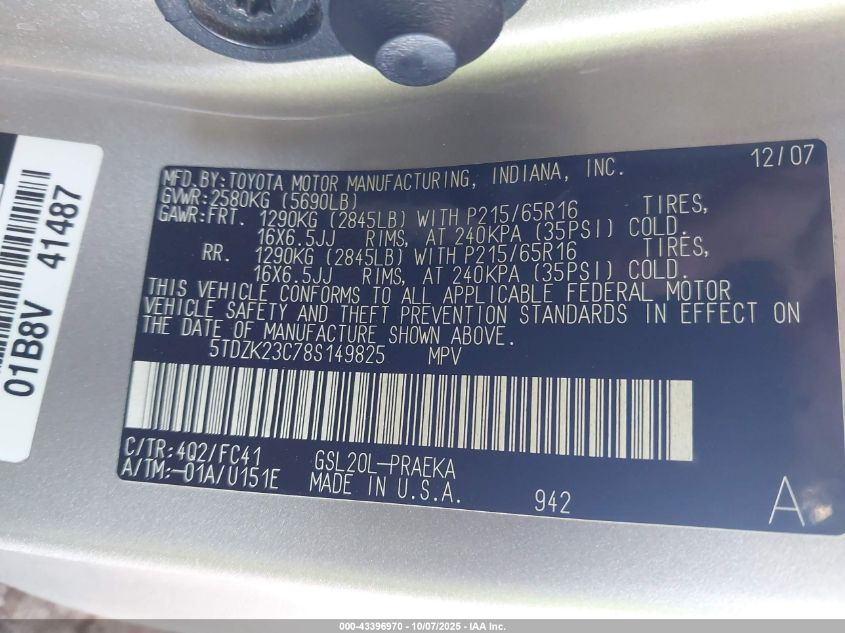 12/07
MFD.BY:TOYOTA MOTOR MANUFACTURING, INDIANA, INC.
GVWR:2580KG (5690LB)
GAWR:FRT. 1290KG (2845LB) WITH P215/65R16 TIRES,
16X6.5JJ RIMS, AT 240KPA (35PSI) COLD.
RR. 1290KG (2845LB) WITH P215/65R16 TIRES,
16X6.5JJ RIMS, AT 240KPA (35PSI) COLD.
THIS VEHICLE CONFORMS TO ALL APPLICABLE FEDERAL MOTOR
VEHICLE SAFETY AND THEFT PREVENTION STANDARDS IN EFFECT ON
THE DATE OF MANUFACTURE SHOWN ABOVE.
5TDZK23C78S149825 MPV
C/TR:4Q2/FC41 GSL20L-PRAEKA
A/TM:-01A/U151E MADE IN U.S.A. 942 A
01B8V 41487
000-43396970 - 10/07/2025 - IAA Inc.